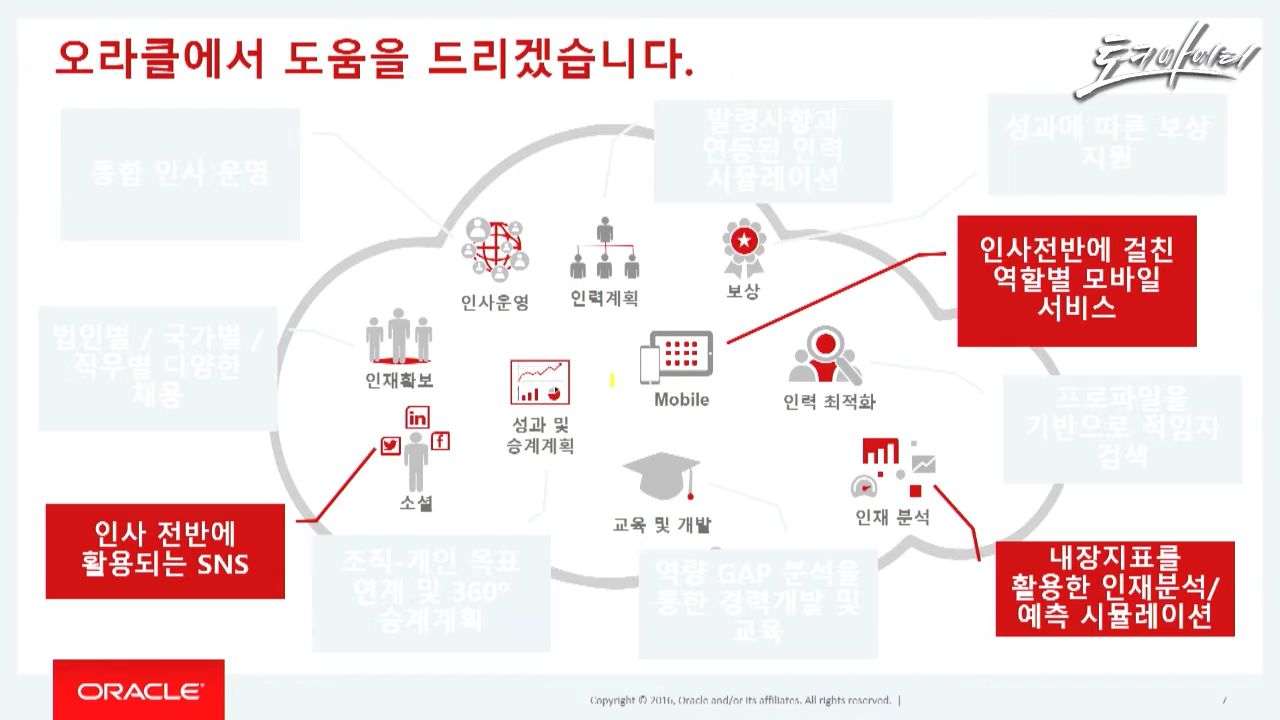 오라클에서 도움을 드리겠습니다.
토크아이티
통합 인사 운영
발령사항과
연동된 인력
시뮬레이션
성과에 따른 보상
지원
인사전반에 걸친
역할별 모바일
서비스
인사운영
인력계획
보상
법인별 / 국가별 /
직무별 다양한
채용
인재확보
성과 및
승계계획
Mobile
인력 최적화
프로파일을
기반으로 적임자
검색
in
f
소셜
교육 및 개발
인재 분석
인사 전반에
활용되는 SNS
조직-개인 목표
연계 및 360º
승계계획
역량 GAP 분석을
통한 경력개발 및
교육
내장지표를
활용한 인재분석/
예측 시뮬레이션
ORACLE®
Copyright © 2016, Oracle and/or its affiliates. All rights reserved. |
7